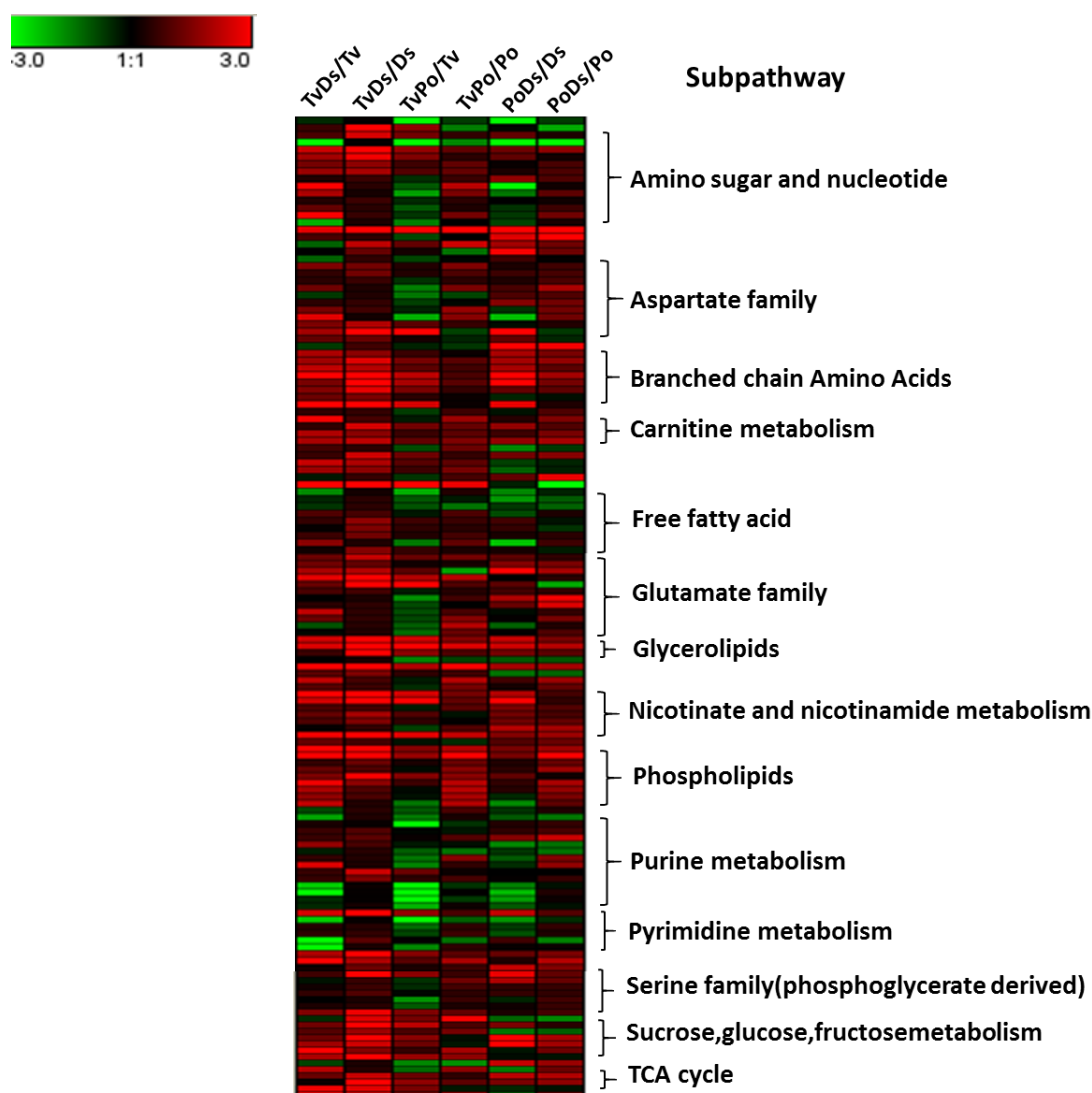 -3.0 1:1 3.0
TvDs/Tv TvDs/Ds TvPo/Tv TvPo/Po PoDs/Ds PoDs/Po
Subpathway
Amino sugar and nucleotide
Aspartate family
Branched chain Amino Acids
Carnitine metabolism
Free fatty acid
Glutamate family
Glycerolipids
Nicotinate and nicotinamide metabolism
Phospholipids
Purine metabolism
Pyrimidine metabolism
Serine family(phosphoglycerate derived)
Sucrose,glucose,fructosemetabolism
TCA cycle